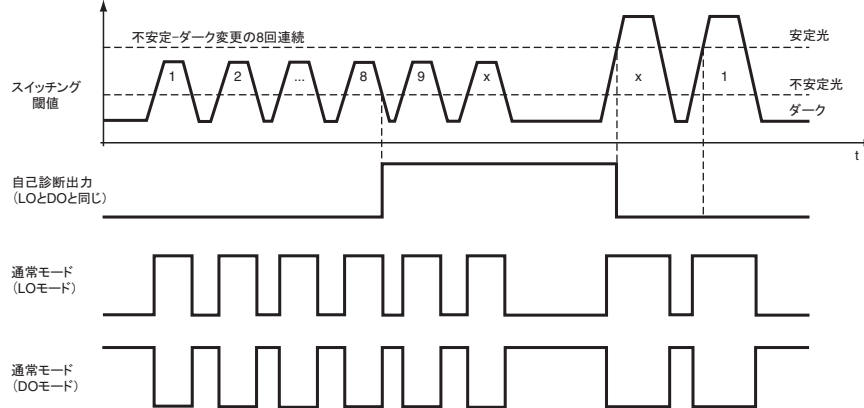 不安定–ダーク変更の8回連続
安定光
1
2
...
8
9
x
x
1
スイッチング
閾値
不安定光
ダーク
t
自己診断出力
（LOとDOと同じ）
通常モード
（LOモード）
通常モード
（DOモード）